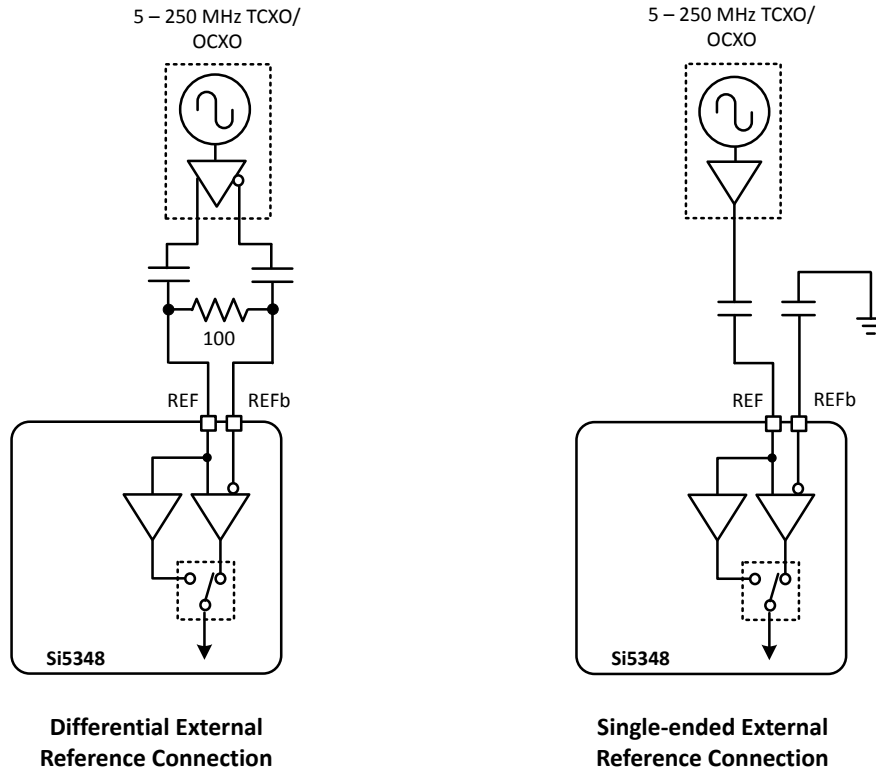 5 – 250 MHz TCXO/
OCXO
100
REF
REFb
Si5348
Differential External
Reference Connection
5 – 250 MHz TCXO/
OCXO
REF
REFb
Si5348
Single-ended External
Reference Connection